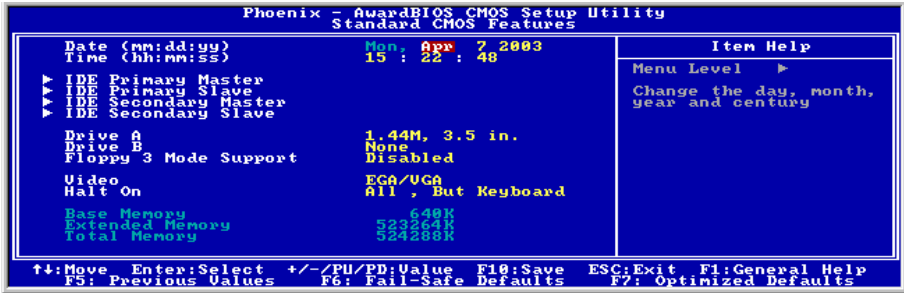 Phoenix - AwardBIOS CMOS Setup Utility
Standard CMOS Features
Date (mm:dd:yy) Mon, Apr 7 2003
Time (hh:mm:ss) 15 : 22 : 48
► IDE Primary Master
► IDE Primary Slave
► IDE Secondary Master
► IDE Secondary Slave
Drive A 1.44M, 3.5 in.
Drive B None
Floppy 3 Mode Support Disabled
Video EGA/VGA
Halt On All , But Keyboard
Base Memory 640K
Extended Memory 523264K
Total Memory 524288K
Item Help
Menu Level ►
Change the day, month,
year and century
↑↓:Move Enter:Select +/-/PU/PD:Value F10:Save ESC:Exit F1:General Help
F5: Previous Values F6: Fail-Safe Defaults F7: Optimized Defaults